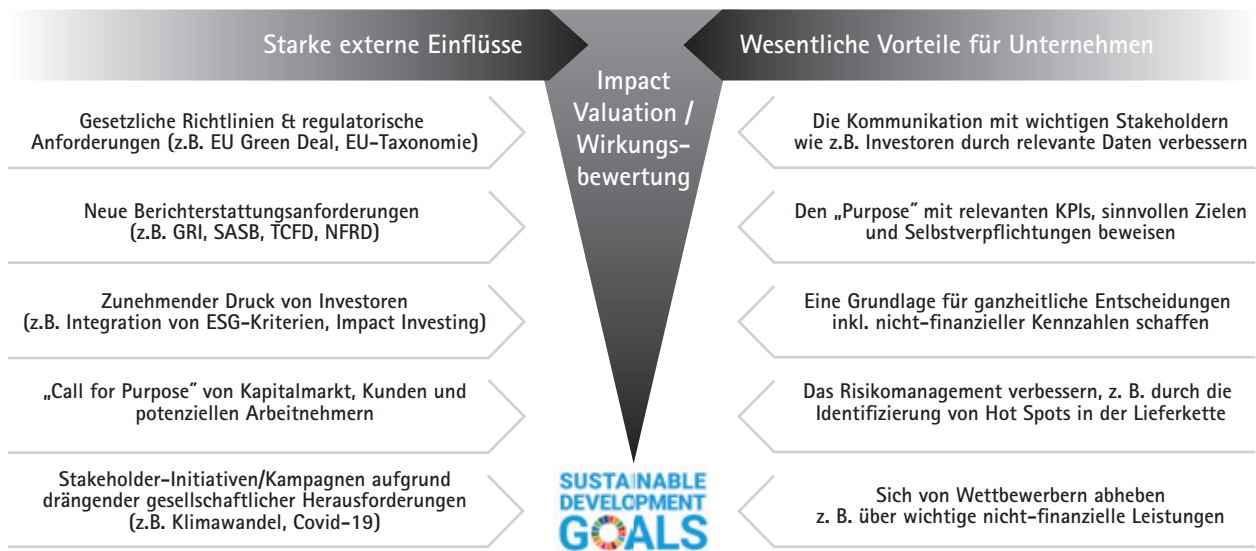 Starke externe Einflüsse
Gesetzliche Richtlinien & regulatorische
Anforderungen (z.B. EU Green Deal, EU-Taxonomie)
Neue Berichterstattungsanforderungen
(z.B. GRI, SASB, TCFD, NFRD)
Zunehmender Druck von Investoren
(z.B. Integration von ESG-Kriterien, Impact Investing)
„Call for Purpose" von Kapitalmarkt, Kunden und
potenziellen Arbeitnehmern
Stakeholder-Initiativen/Kampagnen aufgrund
drängender gesellschaftlicher Herausforderungen
(z.B. Klimawandel, Covid-19)
Impact
Valuation /
Wirkungs-
bewertung
SUSTAINABLE
DEVELOPMENT
GOALS
Wesentliche Vorteile für Unternehmen
Die Kommunikation mit wichtigen Stakeholdern
wie z.B. Investoren durch relevante Daten verbessern
Den „Purpose" mit relevanten KPIs, sinnvollen Zielen
und Selbstverpflichtungen beweisen
Eine Grundlage für ganzheitliche Entscheidungen
inkl. nicht-finanzieller Kennzahlen schaffen
Das Risikomanagement verbessern, z. B. durch die
Identifizierung von Hot Spots in der Lieferkette
Sich von Wettbewerbern abheben
z. B. über wichtige nicht-finanzielle Leistungen